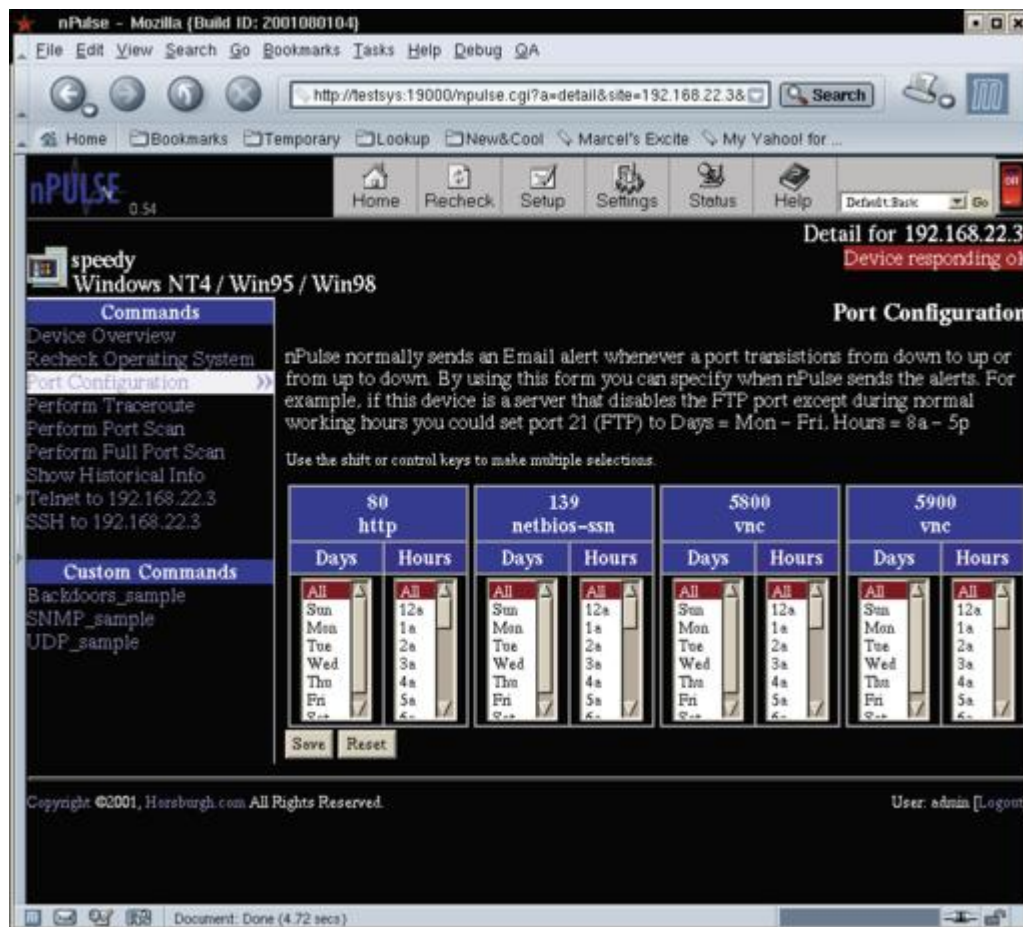 nPulse - Mozilla {Build ID: 2001080104}
File Edit View Search Go Bookmarks Tasks Help Debug QA
http://testsys:19000/npulse.cgi?a=detail&site=192.168.22.3& Search
Home Bookmarks Temporary Lookup New&Cool Marcel's Excite My Yahoo! for ...
nPULSE 0.54
Home Recheck Setup Settings Status Help Default:Basic Go Off
Detail for 192.168.22.3
Device responding ok
speedy
Windows NT4 / Win95 / Win98
Commands
Device Overview
Recheck Operating System
Port Configuration »
Perform Traceroute
Perform Port Scan
Perform Full Port Scan
Show Historical Info
Telnet to 192.168.22.3
SSH to 192.168.22.3
Custom Commands
Backdoors_sample
SNMP_sample
UDP_sample
Port Configuration
nPulse normally sends an Email alert whenever a port transistions from down to up or
from up to down. By using this form you can specify when nPulse sends the alerts. For
example, if this device is a server that disables the FTP port except during normal
working hours you could set port 21 (FTP) to Days = Mon - Fri, Hours = 8a - 5p
Use the shift or control keys to make multiple selections.
80 139 5800 5900
http netbios-ssn vnc vnc
Days Hours Days Hours Days Hours Days Hours
All All All All All All All All
Sun 12a Sun 12a Sun 12a Sun 12a
Mon 1a Mon 1a Mon 1a Mon 1a
Tue 2a Tue 2a Tue 2a Tue 2a
Wed 3a Wed 3a Wed 3a Wed 3a
Thu 4a Thu 4a Thu 4a Thu 4a
Fri 5a Fri 5a Fri 5a Fri 5a
Save Reset
Copyright ©2001, Horsburgh.com All Rights Reserved.
User: admin [Logout
Document: Done (4.72 secs)